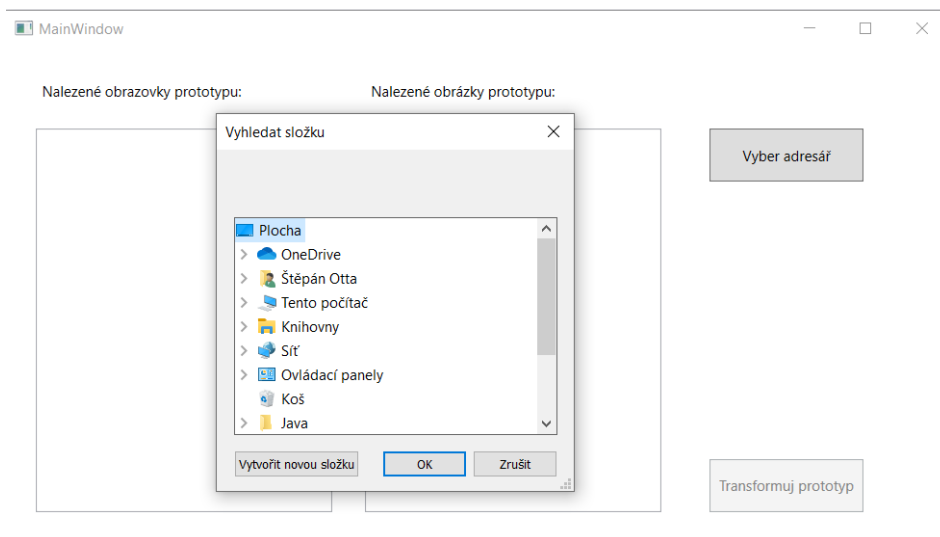 MainWindow
Nalezené obrazovky prototypu:
Nalezené obrázky prototypu:
Vyhledat složku
Vyber adresář
Plocha
OneDrive
Štěpán Otta
Tento počítač
Knihovny
Síť
Ovládací panely
Koš
Java
Vytvořit novou složku
OK
Zrušit
Transformuj prototyp